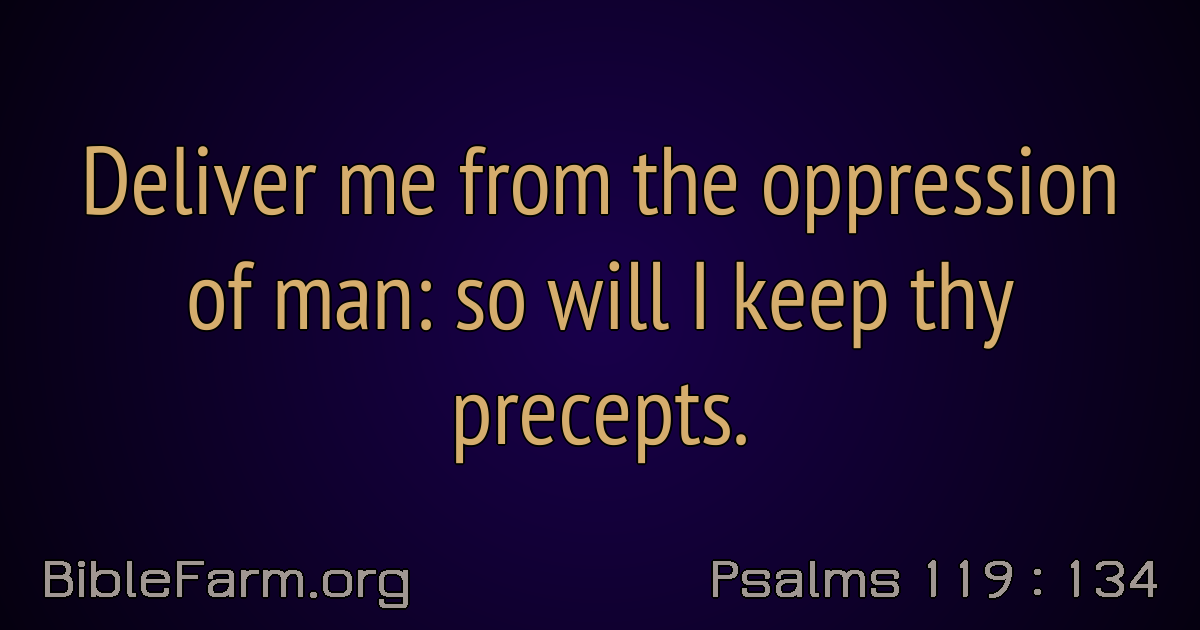 Deliver me from the oppression
of man: so will I keep thy
precepts.
BibleFarm.org
Psalms 119 : 134